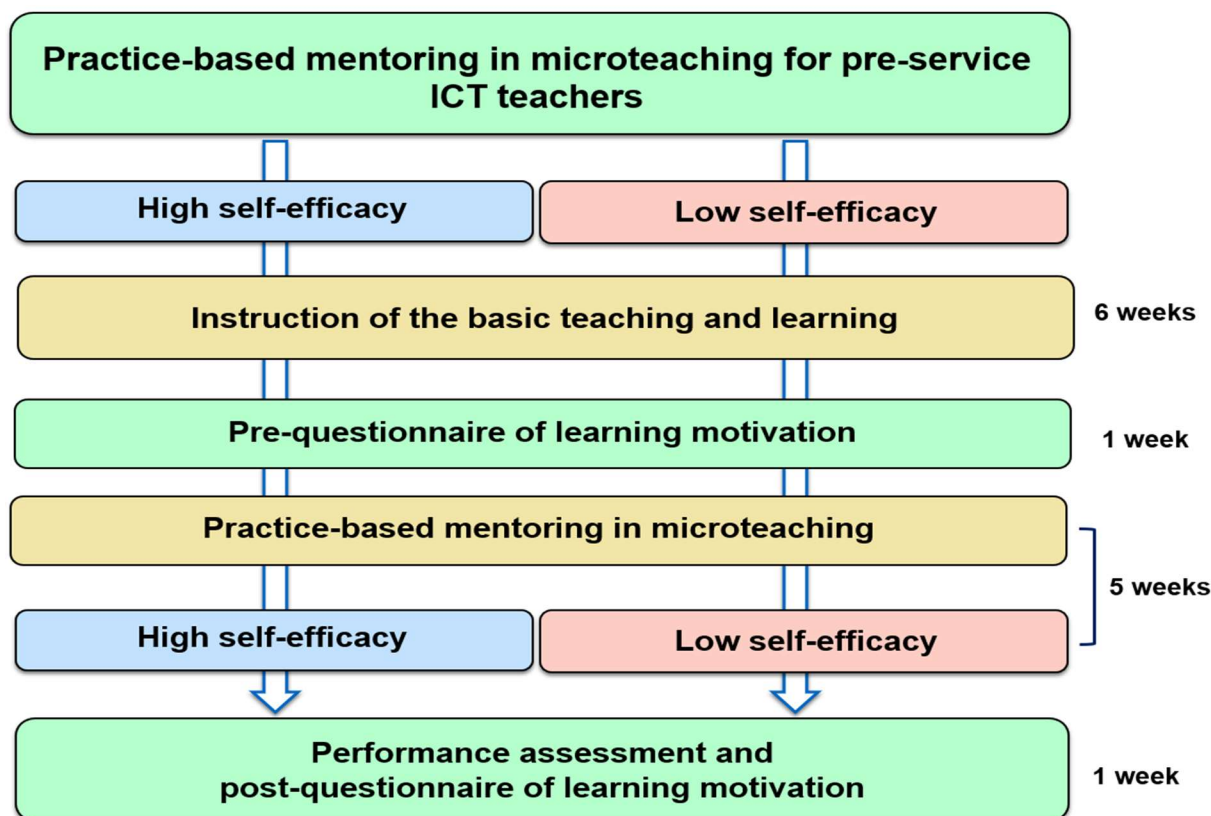 Practice-based mentoring in microteaching for pre-service
ICT teachers
High self-efficacy
Low self-efficacy
Instruction of the basic teaching and learning
6 weeks
Pre-questionnaire of learning motivation
1 week
Practice-based mentoring in microteaching
5 weeks
High self-efficacy
Low self-efficacy
Performance assessment and
post-questionnaire of learning motivation
1 week